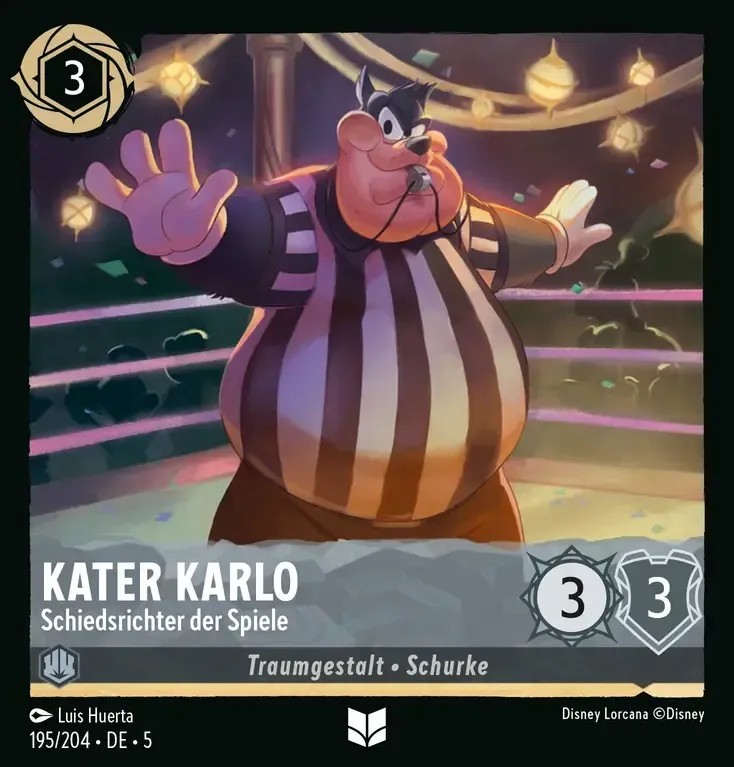 3
KATER KARLO
Schiedsrichter der Spiele
3
3
Traumgestalt • Schurke
Luis Huerta
Disney Lorcana ©Disney
195/204 • DE • 5